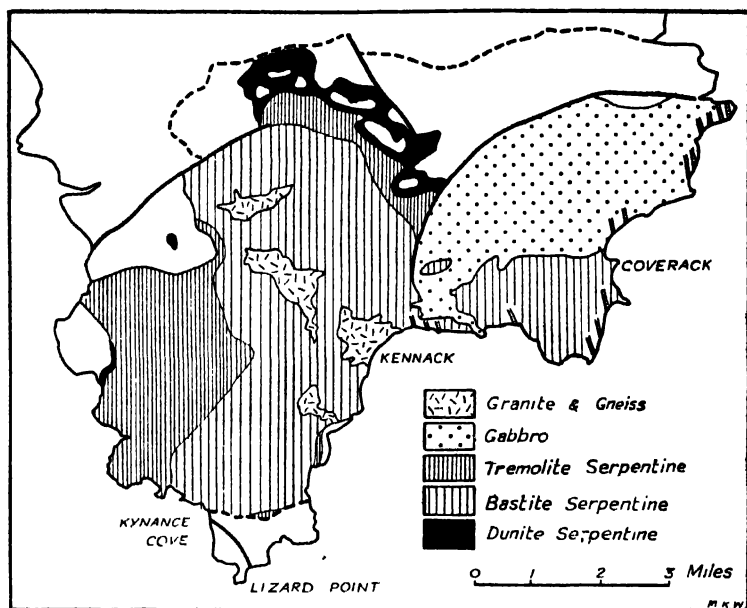 COVERACK
KENNACK
Granite & Gneiss
Gabbro
Tremolite Serpentine
Bastite Serpentine
Dunite Serpentine
KYNANCE
COVE
LIZARD POINT
0 1 2 3 Miles
M K W